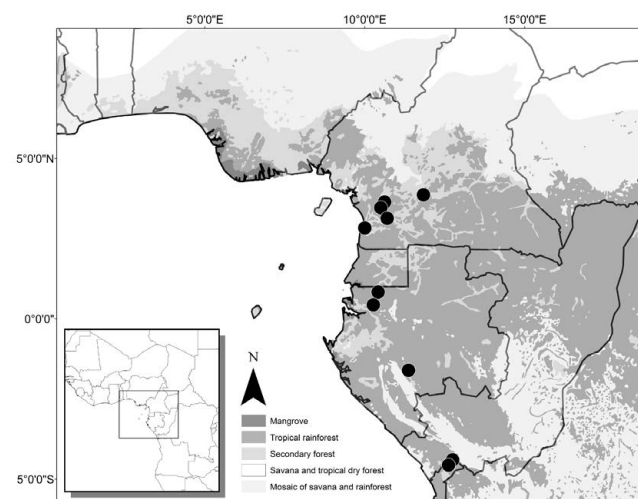 5°0'0"E 10°0'0"E 15°0'0"E
5°0'0"N
0°0'0"
5°0'0"S
N
Mangrove
Tropical rainforest
Secondary forest
Savana and tropical dry forest
Mosaic of savana and rainforest